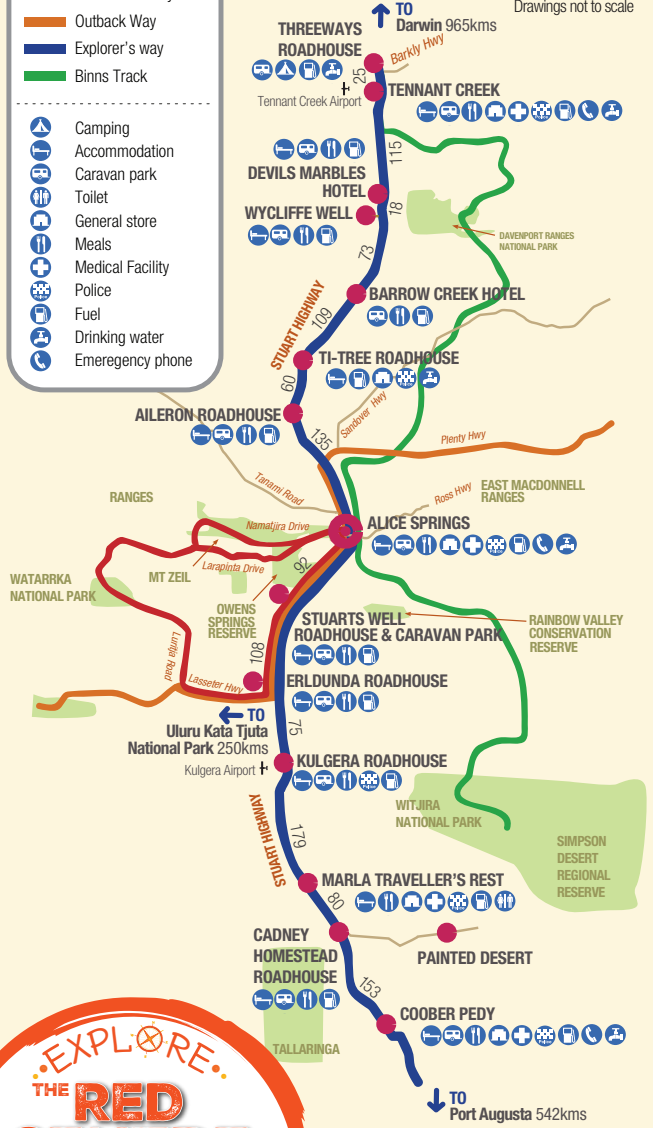 Drawings not to scale
Outback Way
Explorer's way
Binns Track
Camping
Accommodation
Caravan park
Toilet
General store
Meals
Medical Facility
Police
Fuel
Drinking water
Emeregency phone
TO
Darwin 965kms
THREEWAYS
ROADHOUSE
Barkly Hwy
25
Tennant Creek Airport
TENNANT CREEK
115
DEVILS MARBLES
HOTEL
18
WYCLIFFE WELL
DAVENPORT RANGES
NATIONAL PARK
73
BARROW CREEK HOTEL
STUART HIGHWAY
109
TI-TREE ROADHOUSE
60
AILERON ROADHOUSE
135
Sandover Hwy
Plenty Hwy
Tanami Road
RANGES
Ross Hwy
EAST MACDONNELL
RANGES
Namatjira Drive
ALICE SPRINGS
Larapinta Drive
MT ZEIL
92
WATARRKA
NATIONAL PARK
OWENS
SPRINGS
RESERVE
STUARTS WELL
ROADHOUSE & CARAVAN PARK
RAINBOW VALLEY
CONSERVATION
RESERVE
Luritja Road
108
Lasseter Hwy
ERLDUNDA ROADHOUSE
TO
Uluru Kata Tjuta
National Park 250kms
75
Kulgera Airport
KULGERA ROADHOUSE
STUART HIGHWAY
WITJIRA
NATIONAL PARK
179
SIMPSON
DESERT
REGIONAL
RESERVE
MARLA TRAVELLER'S REST
80
CADNEY
HOMESTEAD
ROADHOUSE
PAINTED DESERT
153
COOBER PEDY
TALLARINGA
EXPLORE
THE RED
TO
Port Augusta 542kms